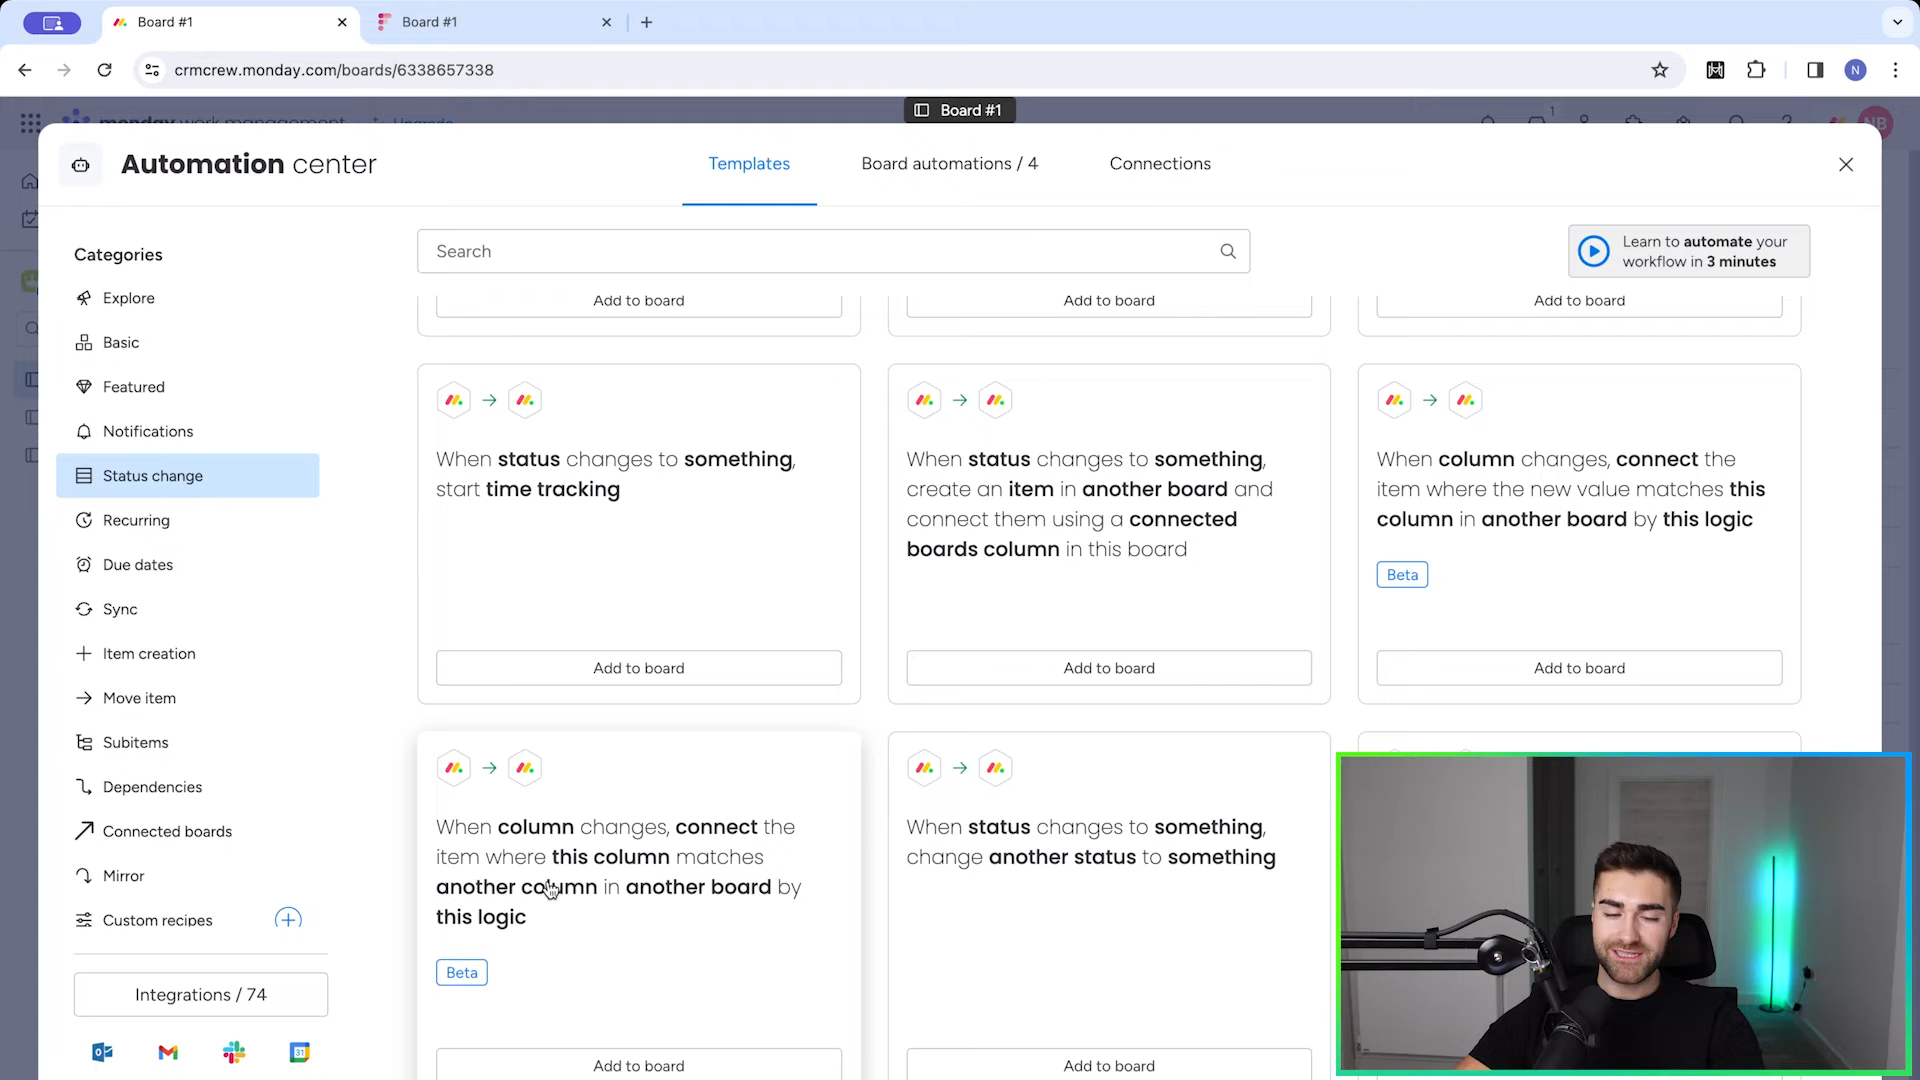 Board #1
Board #1
crmcrew.monday.com/boards/6338657338
N
Board #1
monday work management
Upgrade
1
NB
Automation center
Templates
Board automations / 4
Connections
Categories
Explore
Basic
Featured
Notifications
Status change
Recurring
Due dates
Sync
Item creation
Move item
Subitems
Dependencies
Connected boards
Mirror
Custom recipes
Integrations / 74
31
Search
Learn to automate your
workflow in 3 minutes
Add to board
Add to board
Add to board
When status changes to something,
start time tracking
Add to board
When status changes to something,
create an item in another board and
connect them using a connected
boards column in this board
Add to board
When column changes, connect the
item where the new value matches this
column in another board by this logic
Beta
Add to board
When column changes, connect the
item where this column matches
another column in another board by
this logic
Beta
Add to board
When status changes to something,
change another status to something
Add to board